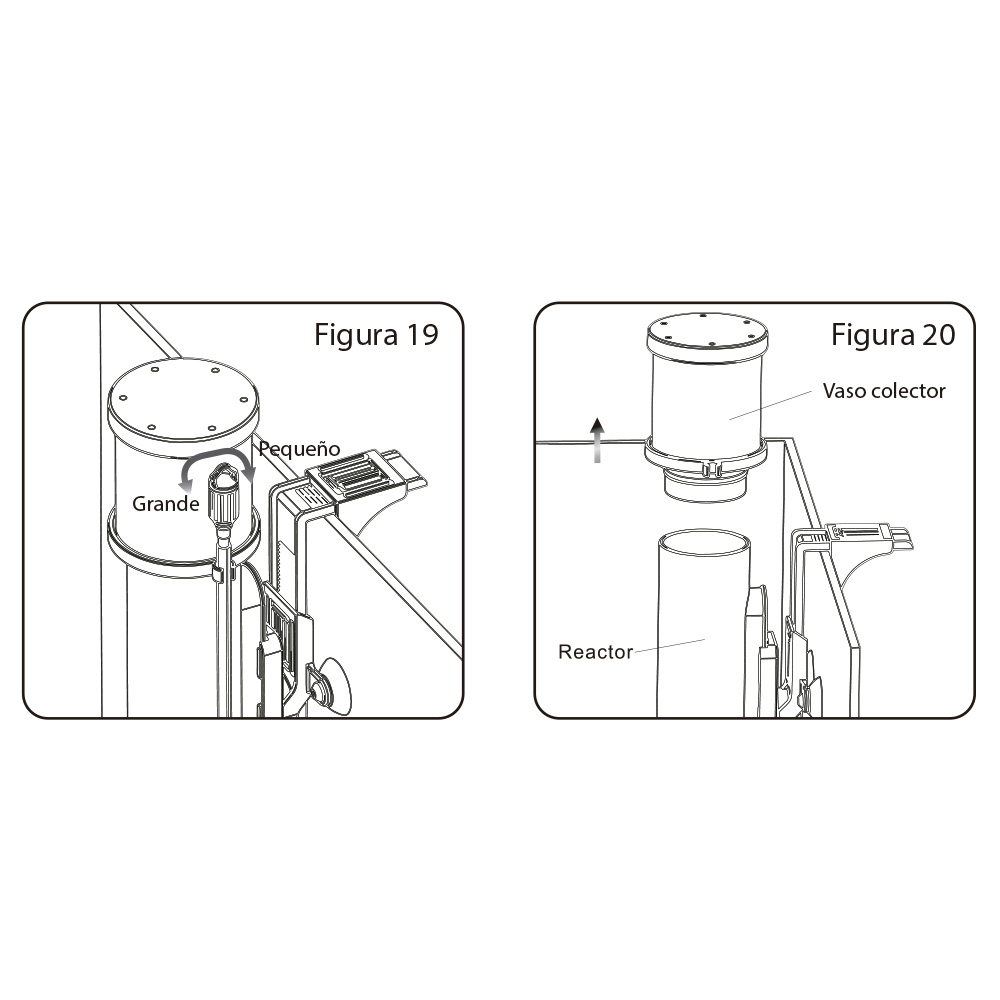 Figura 19
Pequeño
Grande
Figura 20
Vaso colector
Reactor